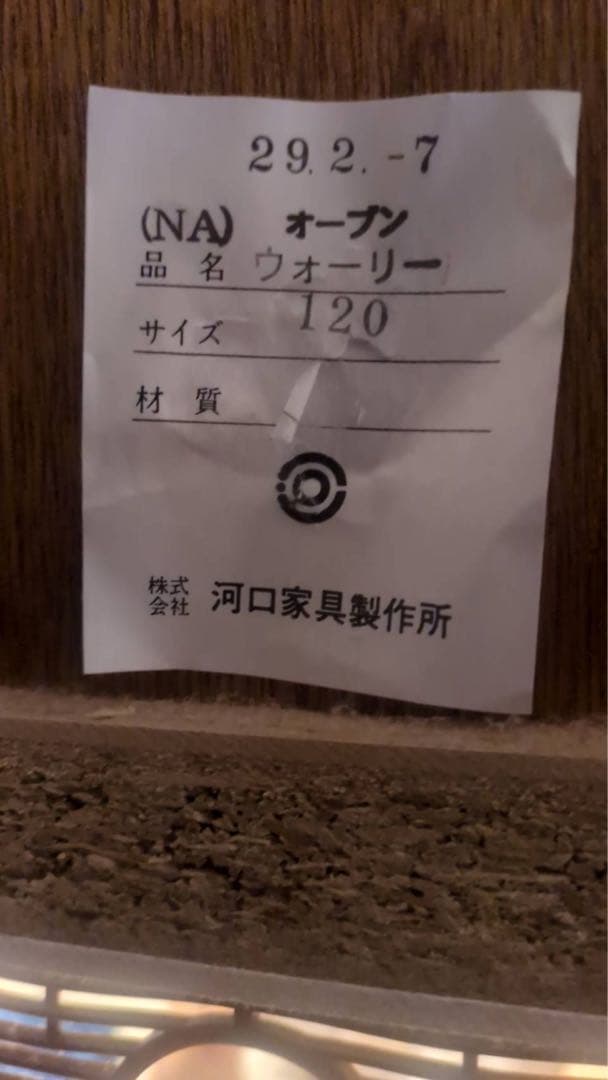 29.2.-7
(NA) オープン
品名 ウォーリー
サイズ 120
材質
株式会社 河口家具製作所